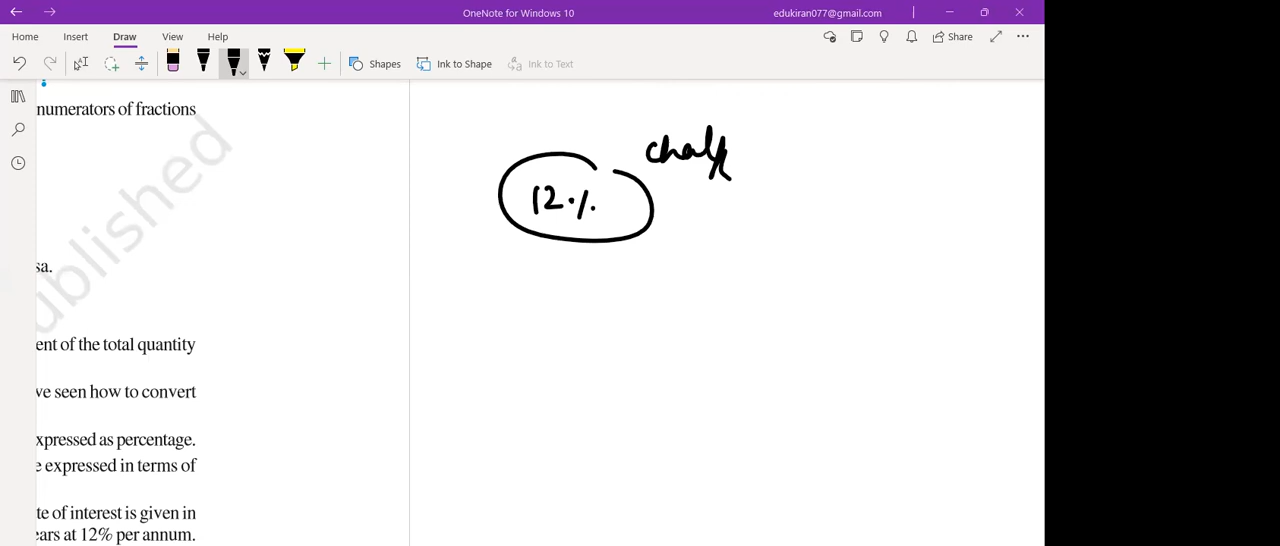 OneNote for Windows 10
edukiran077@gmail.com
Home Insert Draw View Help
Share
Shapes Ink to Shape Ink to Text
numerators of fractions
ublished
sa.
ent of the total quantity
ve seen how to convert
xpressed as percentage.
e expressed in terms of
te of interest is given in
ears at 12% per annum.
chalk
12%